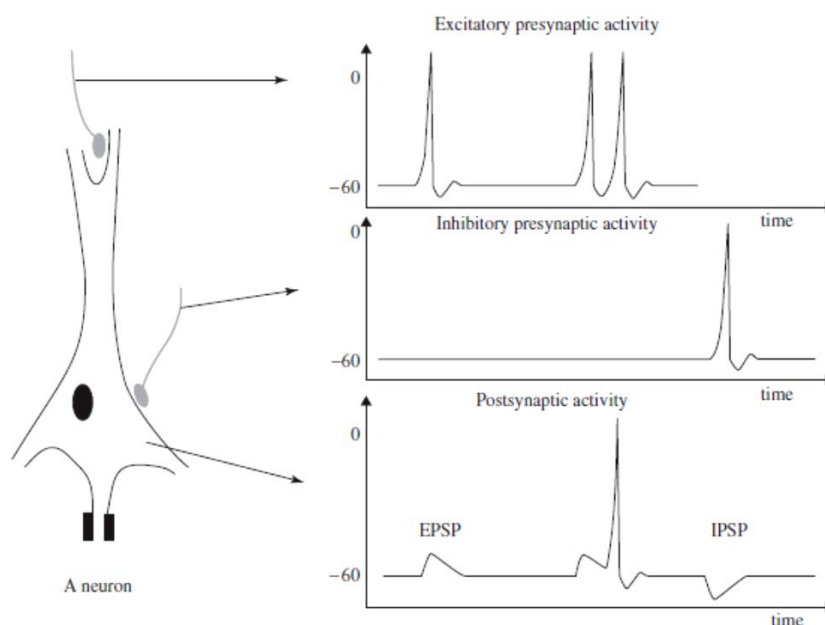 Excitatory presynaptic activity
0
−60
time
Inhibitory presynaptic activity
0
−60
time
Postsynaptic activity
0
EPSP
IPSP
−60
time
A neuron